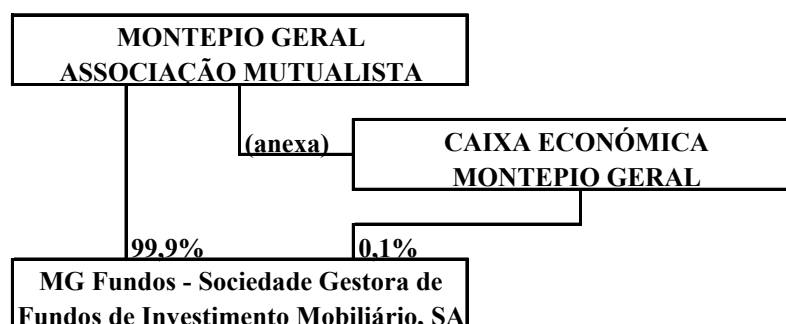 MONTEPIO GERAL
ASSOCIAÇÃO MUTUALISTA
(anexa)
CAIXA ECONÓMICA
MONTEPIO GERAL
99,9%
0,1%
MG Fundos - Sociedade Gestora de
Fundos de Investimento Mobiliário, SA